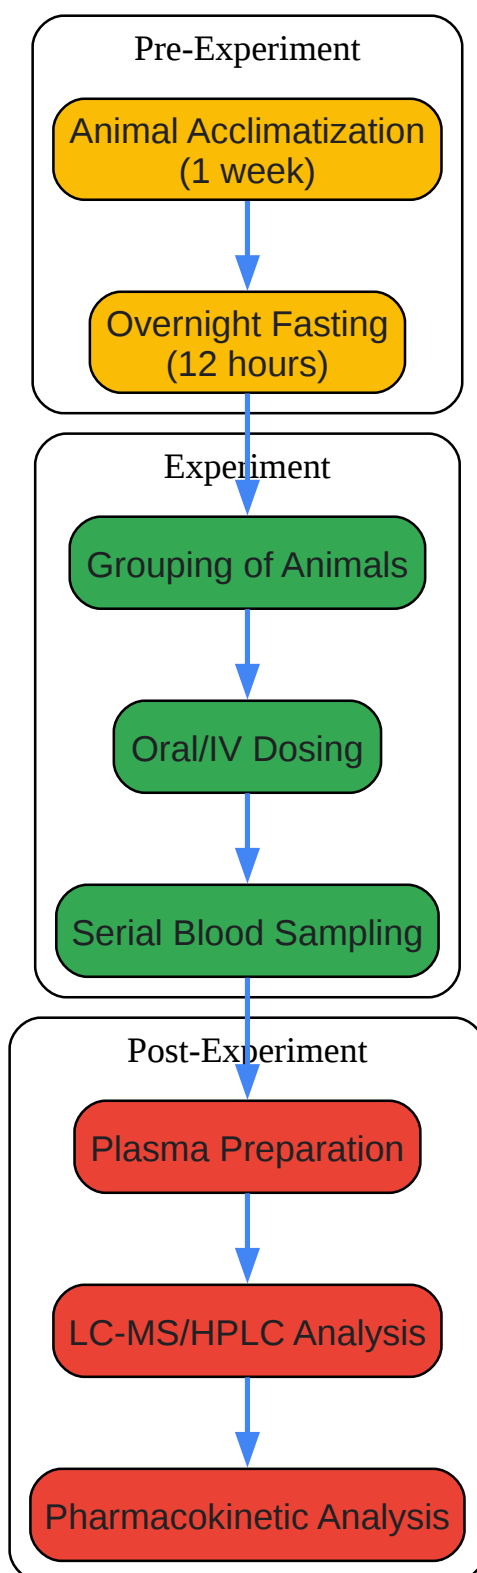 Pre-Experiment
Animal Acclimatization
(1 week)
Overnight Fasting
(12 hours)
Experiment
Grouping of Animals
Oral/IV Dosing
Serial Blood Sampling
Post-Experiment
Plasma Preparation
LC-MS/HPLC Analysis
Pharmacokinetic Analysis